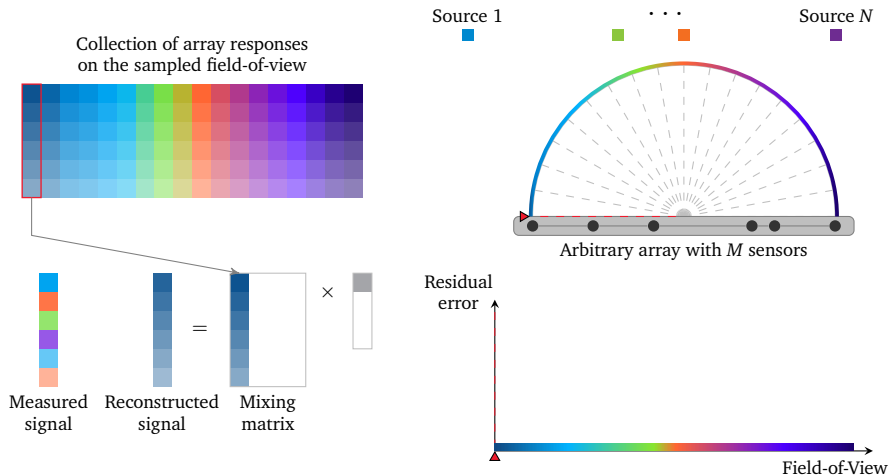 Source 1
. . .
Source N
Collection of array responses
on the sampled field-of-view
Arbitrary array with M sensors
×
=
Measured
signal
Reconstructed
signal
Mixing
matrix
Residual
error
Field-of-View